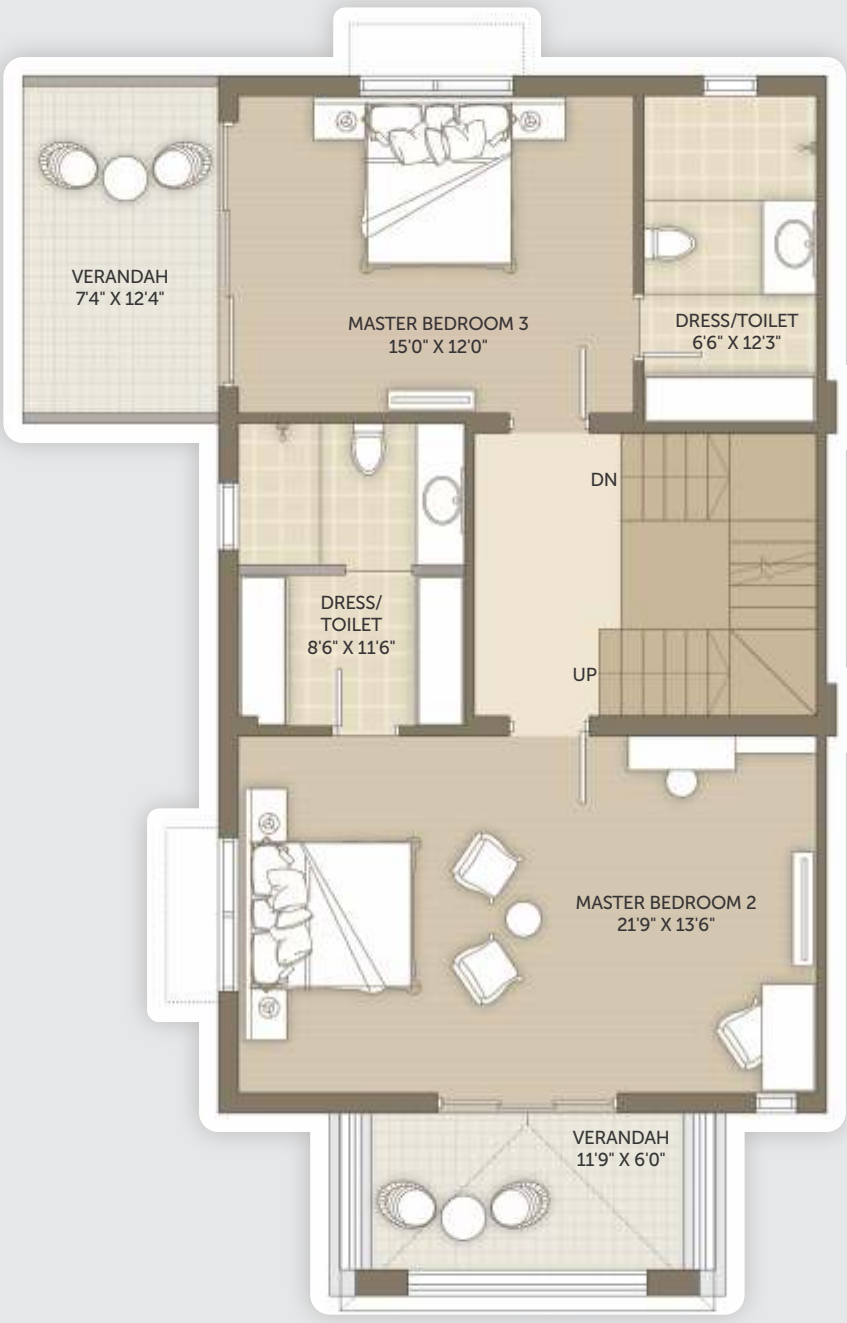 VERANDAH
7'4" X 12'4"
MASTER BEDROOM 3
15'0" X 12'0"
DRESS/TOILET
6'6" X 12'3"
DN
DRESS/
TOILET
8'6" X 11'6"
UP
MASTER BEDROOM 2
21'9" X 13'6"
VERANDAH
11'9" X 6'0"